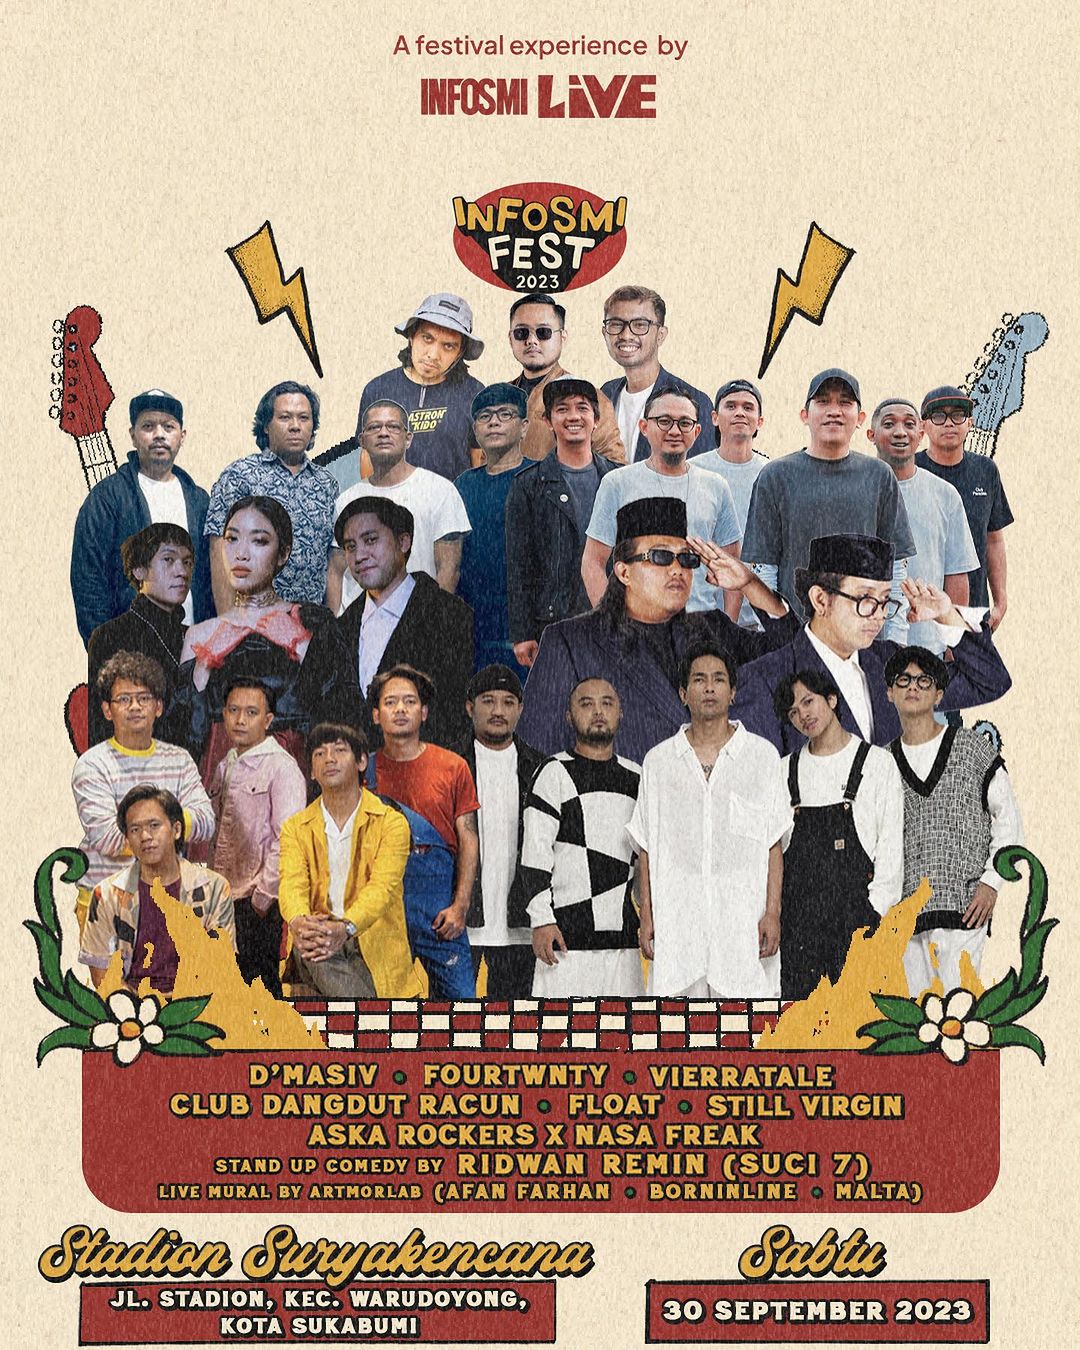 A festival experience by
INFOSMI LiVE
INFOSMI
FEST
2023
ASTRON
KIDO
D'MASIV • FOURTWNTY • VIERRATALE
CLUB DANGDUT RACUN • FLOAT • STILL VIRGIN
ASKA ROCKERS X NASA FREAK
STAND UP COMEDY BY RIDWAN REMIN (SUCI 7)
LIVE MURAL BY ARTMORLAB (AFAN FARHAN • BORNINLINE • MALTA)
Stadion Suryakencana
JL. STADION, KEC. WARUDOYONG,
KOTA SUKABUMI
Sabtu
30 SEPTEMBER 2023